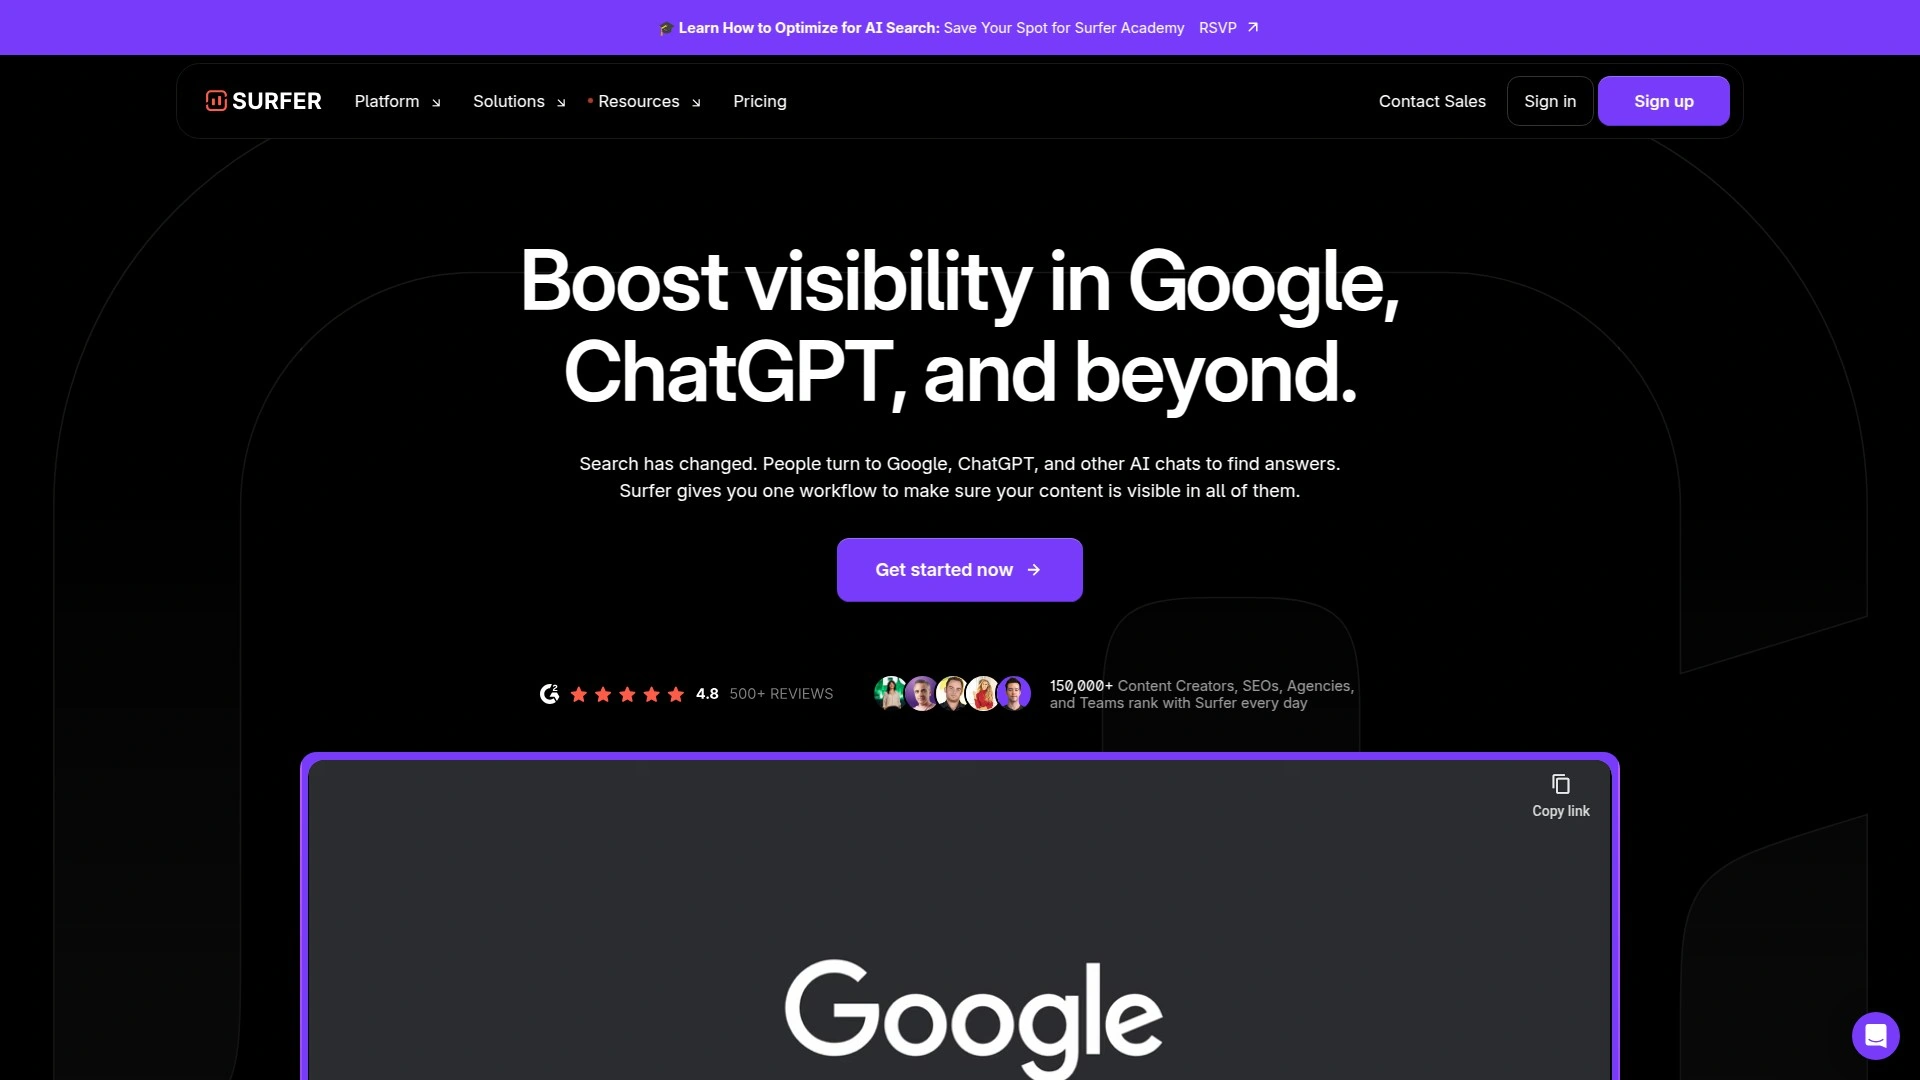 🎓 Learn How to Optimize for AI Search: Save Your Spot for Surfer Academy RSVP
SURFER Platform Solutions Resources Pricing Contact Sales Sign in Sign up
Boost visibility in Google,
ChatGPT, and beyond.
Search has changed. People turn to Google, ChatGPT, and other AI chats to find answers.
Surfer gives you one workflow to make sure your content is visible in all of them.
Get started now
G2 4.8 500+ REVIEWS
150,000+ Content Creators, SEOs, Agencies,
and Teams rank with Surfer every day
Copy link
Google